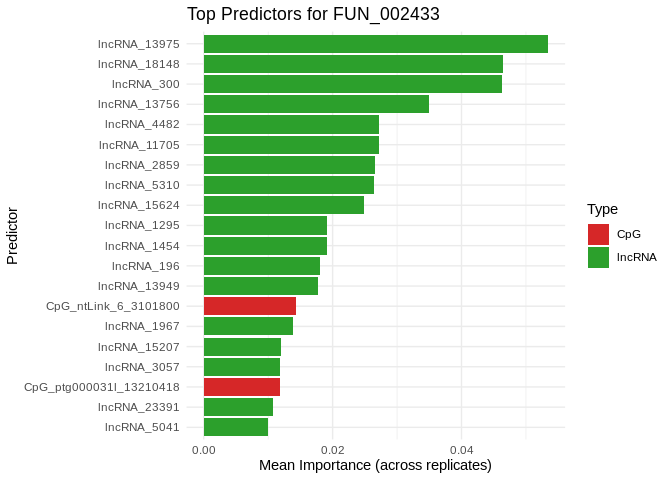 Top Predictors for FUN_002433
lncRNA_13975
lncRNA_18148
lncRNA_300
lncRNA_13756
lncRNA_4482
lncRNA_11705
lncRNA_2859
lncRNA_5310
lncRNA_15624
lncRNA_1295
lncRNA_1454
lncRNA_196
lncRNA_13949
CpG_ntLink_6_3101800
lncRNA_1967
lncRNA_15207
lncRNA_3057
CpG_ptg000031l_13210418
lncRNA_23391
lncRNA_5041
Predictor
0.00 0.02 0.04
Mean Importance (across replicates)
Type
CpG
lncRNA